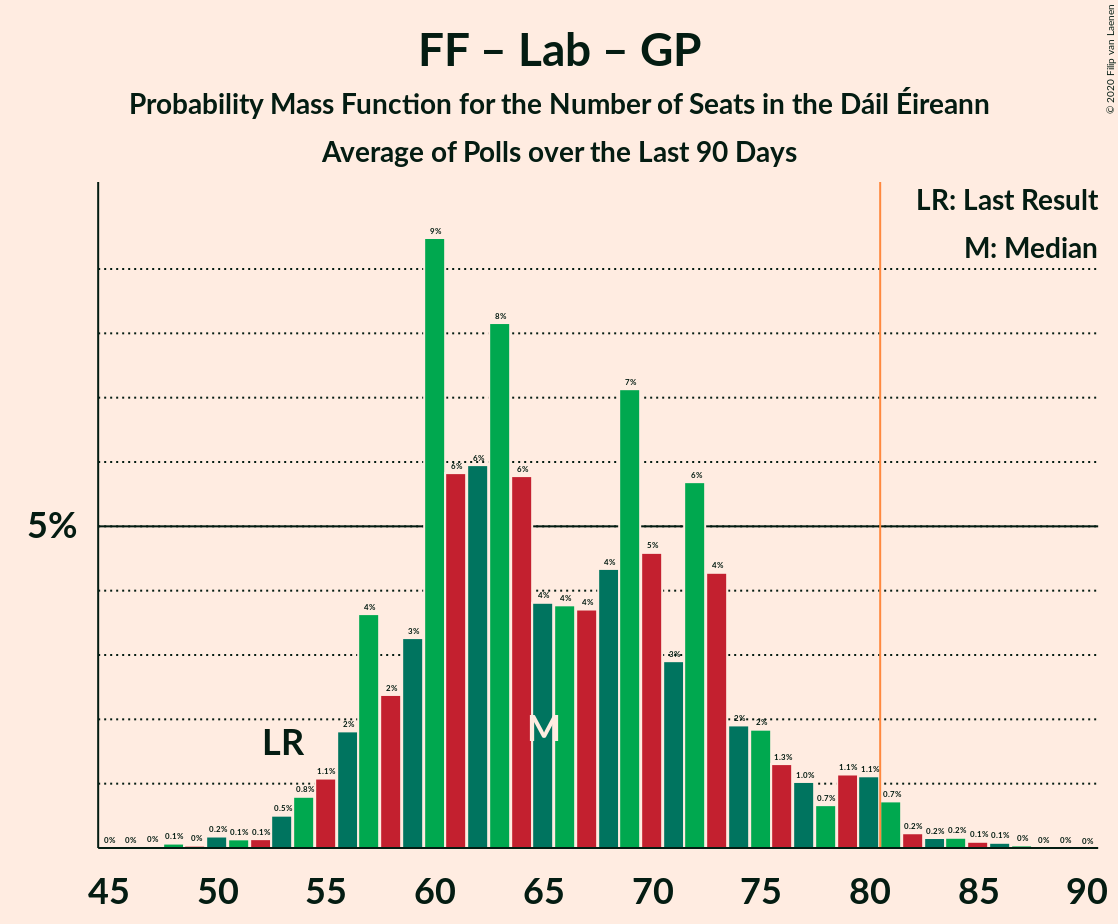 FF – Lab – GP
Probability Mass Function for the Number of Seats in the Dáil Éireann
Average of Polls over the Last 90 Days
© 2020 Filip van Laenen
LR: Last Result
M: Median
5%
0% 0% 0% 0.1% 0% 0.2% 0.1% 0.1% 0.5% 0.8% 1.1% 2% 4% 2% 3% 9% 6% 6% 8% 6% 4% 4% 4% 4% 7% 5% 3% 6% 4% 2% 2% 1.3% 1.0% 0.7% 1.1% 1.1% 0.7% 0.2% 0.2% 0.2% 0.1% 0.1% 0% 0% 0% 0%
LR
M
45 50 55 60 65 70 75 80 85 90